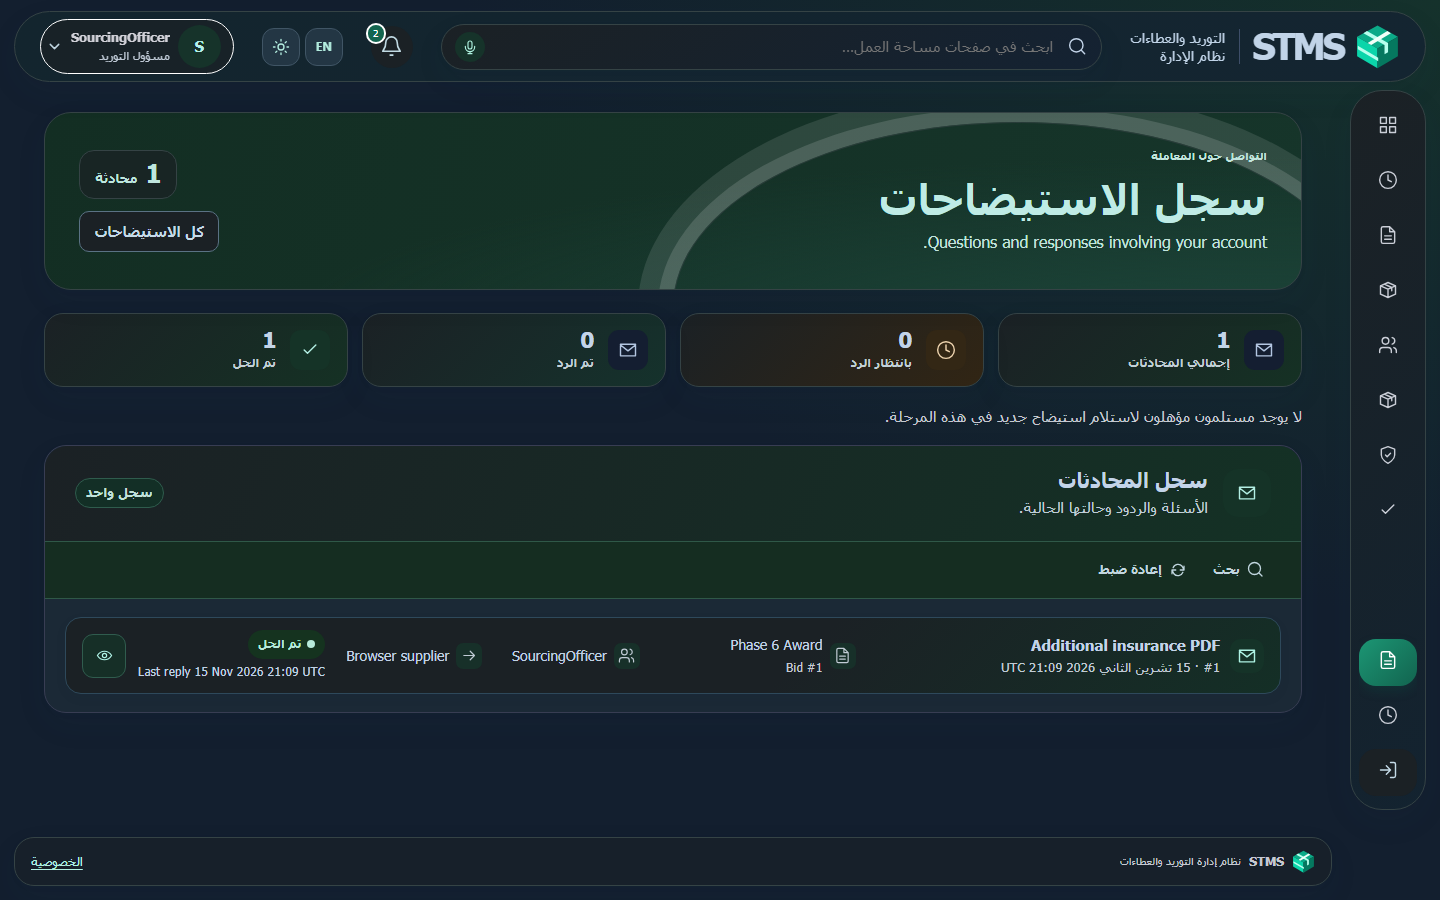 STMS
التوريد والعطاءات
نظام الإدارة
ابحث في صفحات مساحة العمل...
2
EN
SourcingOfficer
مسؤول التوريد
S
التواصل حول المعاملة
سجل الاستيضاحات
Questions and responses involving your account.
1 محادثة
كل الاستيضاحات
1
إجمالي المحادثات
0
بانتظار الرد
0
تم الرد
1
تم الحل
لا يوجد مستلمون مؤهلون لاستلام استيضاح جديد في هذه المرحلة.
سجل المحادثات
الأسئلة والردود وحالتها الحالية.
سجل واحد
بحث
إعادة ضبط
Additional insurance PDF
#1 · 15 تشرين الثاني 2026 21:09 UTC
Phase 6 Award
Bid #1
SourcingOfficer
Browser supplier
تم الحل
Last reply 15 Nov 2026 21:09 UTC
STMS نظام إدارة التوريد والعطاءات
الخصوصية